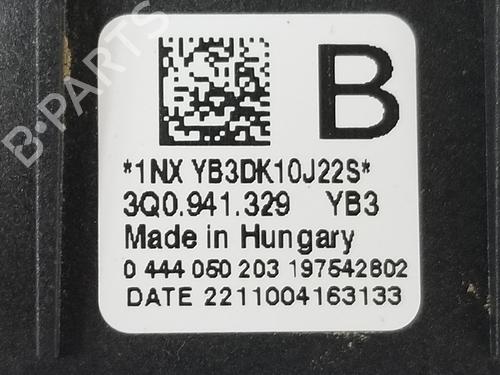 B
*1NX YB3DK10J22S*
3Q0.941.329 YB3
Made in Hungary
0 444 050 203 197542802
DATE 2211004163133
B-PARTS